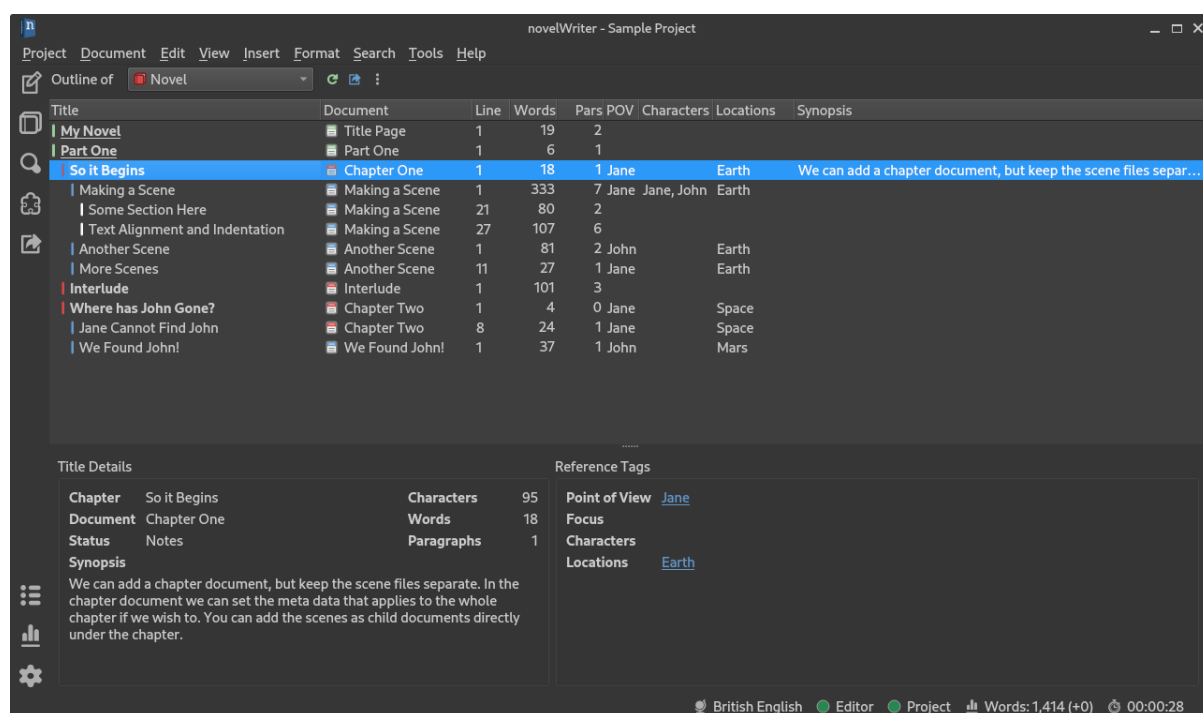 novelWriter - Sample Project
Project Document Edit View Insert Format Search Tools Help
Outline of Novel
Title Document Line Words Pars POV Characters Locations Synopsis
My Novel Title Page 1 19 2
Part One Part One 1 6 1
So it Begins Chapter One 1 18 1 Jane Earth We can add a chapter document, but keep the scene files separ...
Making a Scene Making a Scene 1 333 7 Jane Jane, John Earth
Some Section Here Making a Scene 21 80 2
Text Alignment and Indentation Making a Scene 27 107 6
Another Scene Another Scene 1 81 2 John Earth
More Scenes Another Scene 11 27 1 Jane Earth
Interlude Interlude 1 101 3
Where has John Gone? Chapter Two 1 4 0 Jane Space
Jane Cannot Find John Chapter Two 8 24 1 Jane Space
We Found John! We Found John! 1 37 1 John Mars
Title Details
Chapter So it Begins Characters 95
Document Chapter One Words 18
Status Notes Paragraphs 1
Synopsis
We can add a chapter document, but keep the scene files separate. In the
chapter document we can set the meta data that applies to the whole
chapter if we wish to. You can add the scenes as child documents directly
under the chapter.
Reference Tags
Point of View Jane
Focus
Characters
Locations Earth
British English Editor Project Words: 1,414 (+0) 00:00:28